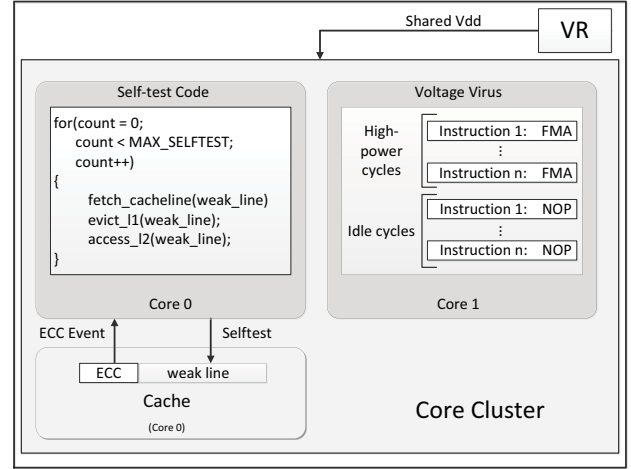 Shared Vdd
VR
Self-test Code
for(count = 0;
count < MAX_SELFTEST;
count++)
{
fetch_cacheline(weak_line)
evict_l1(weak_line);
access_l2(weak_line);
}
Core 0
Voltage Virus
High-
power
cycles
Instruction 1: FMA
⋮
Instruction n: FMA
Idle cycles
Instruction 1: NOP
⋮
Instruction n: NOP
Core 1
ECC Event
Selftest
ECC
weak line
Cache
(Core 0)
Core Cluster